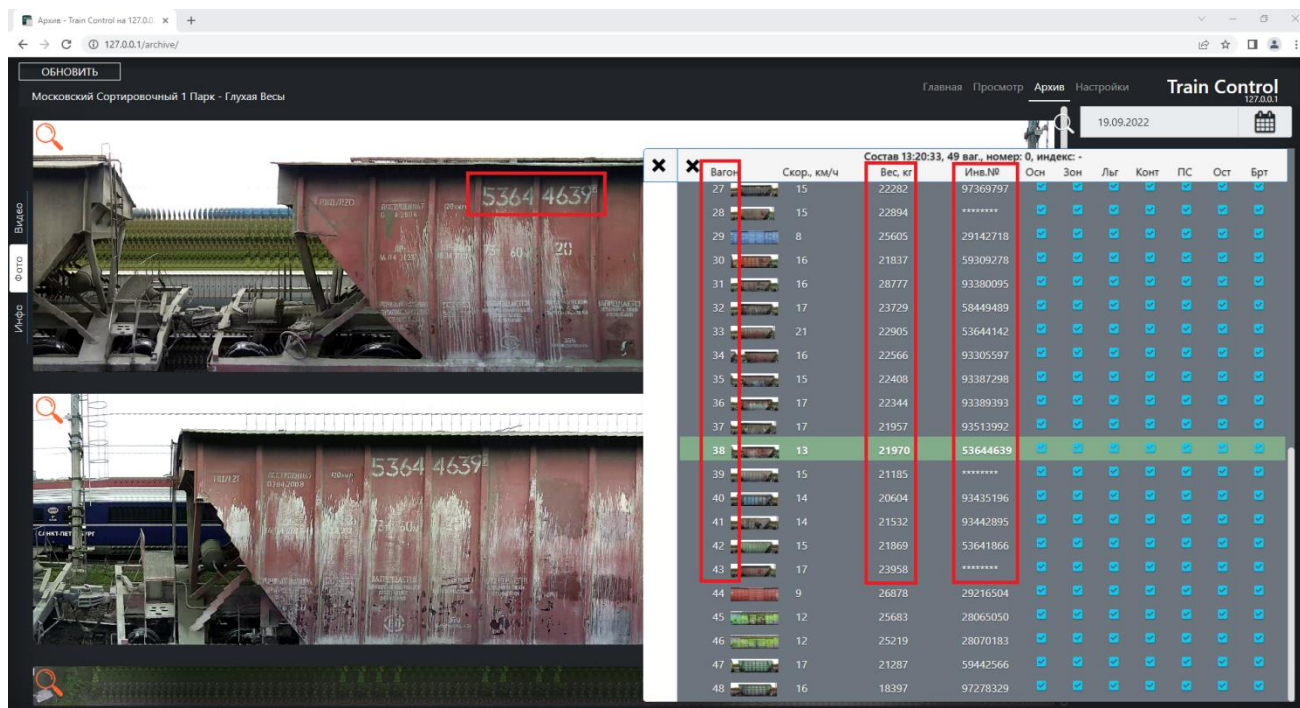 Архив - Train Control на 127.0.0
127.0.0.1/archive/
ОБНОВИТЬ
Московский Сортировочный 1 Парк - Глухая Весы
Главная Просмотр Архив Настройки
Train Control
127.0.0.1
19.09.2022
Видео
Фото
Инфо
5364 4639
20
5364 4639
САНКТ-ПЕТ
Состав 13:20:33, 49 ваг., номер: 0, индекс: -
Вагон Скор., км/ч Вес, кг Инв.№ Осн Зон Льг Конт ПС Ост Брт
27 15 22282 97369797
28 15 22894 ********
29 8 25605 29142718
30 16 21837 59309278
31 16 28777 93380095
32 17 23729 58449489
33 21 22905 53644142
34 16 22566 93305597
35 15 22408 93387298
36 17 22344 93389393
37 17 21957 93513992
38 13 21970 53644639
39 15 21185 ********
40 14 20604 93435196
41 14 21532 93442895
42 15 21869 53641866
43 17 23958 ********
44 9 26878 29216504
45 12 25683 28065050
46 12 25219 28070183
47 17 21287 59442566
48 16 18397 97278329